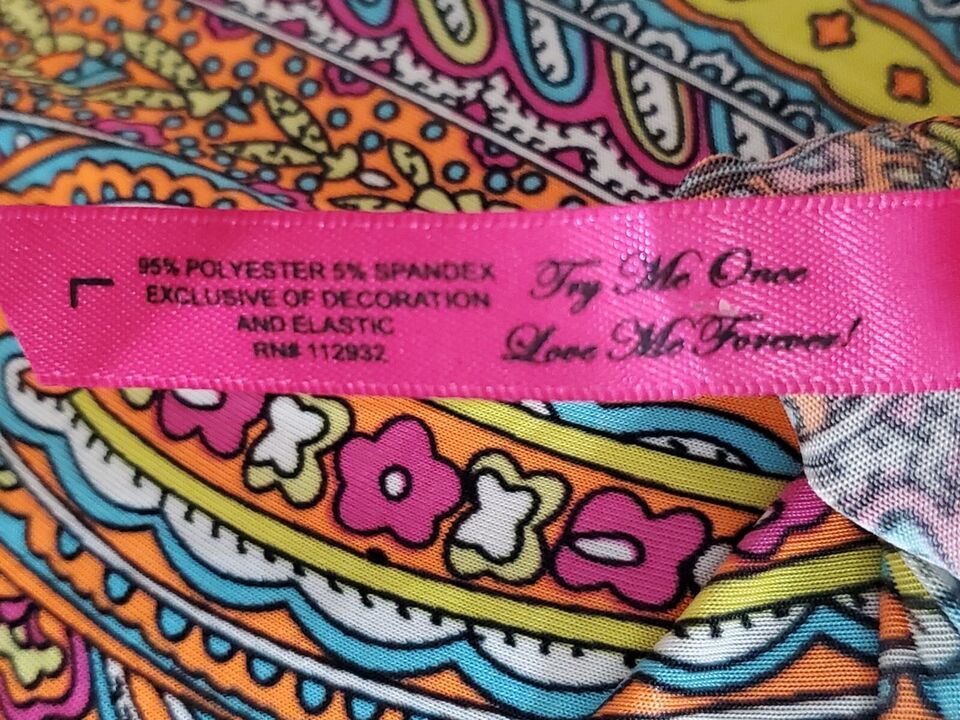 95% POLYESTER 5% SPANDEX
EXCLUSIVE OF DECORATION
AND ELASTIC
RN# 112932
Try Me Once
Love Me Forever!